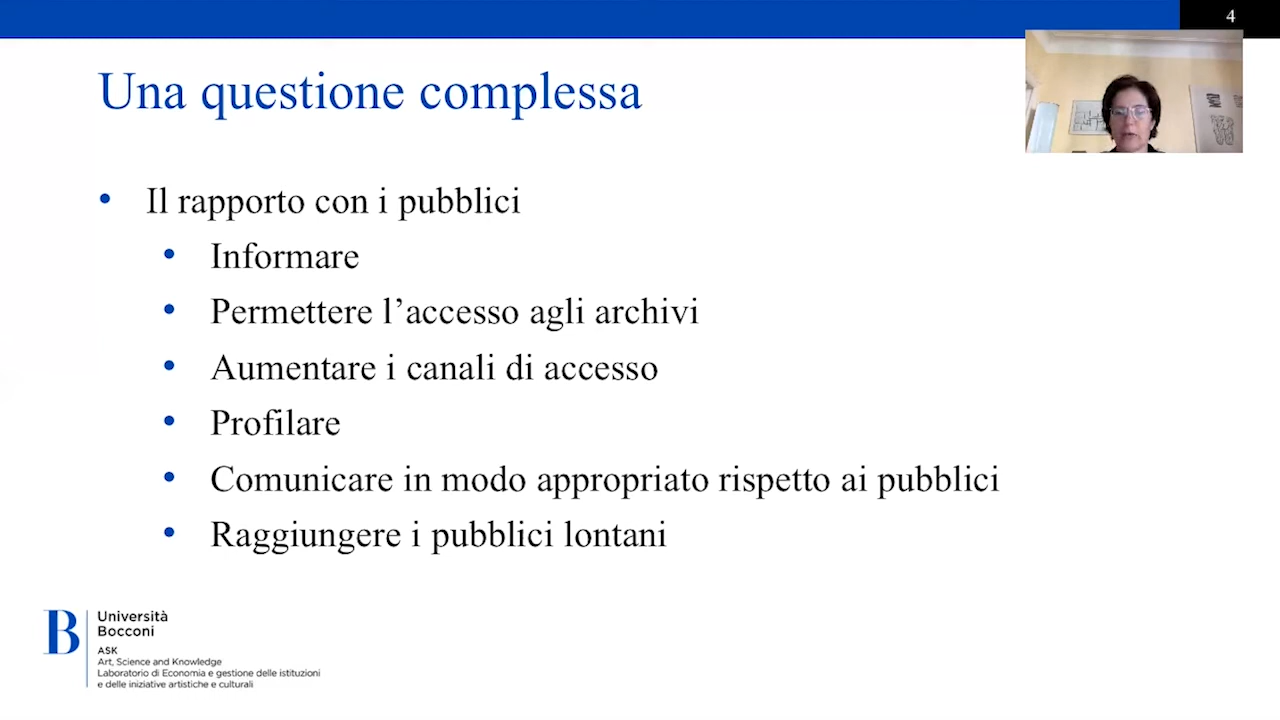 4
Una questione complessa
• Il rapporto con i pubblici
• Informare
• Permettere l’accesso agli archivi
• Aumentare i canali di accesso
• Profilare
• Comunicare in modo appropriato rispetto ai pubblici
• Raggiungere i pubblici lontani
B
Università
Bocconi
ASK
Art, Science and Knowledge
Laboratorio di Economia e gestione delle istituzioni
e delle iniziative artistiche e culturali